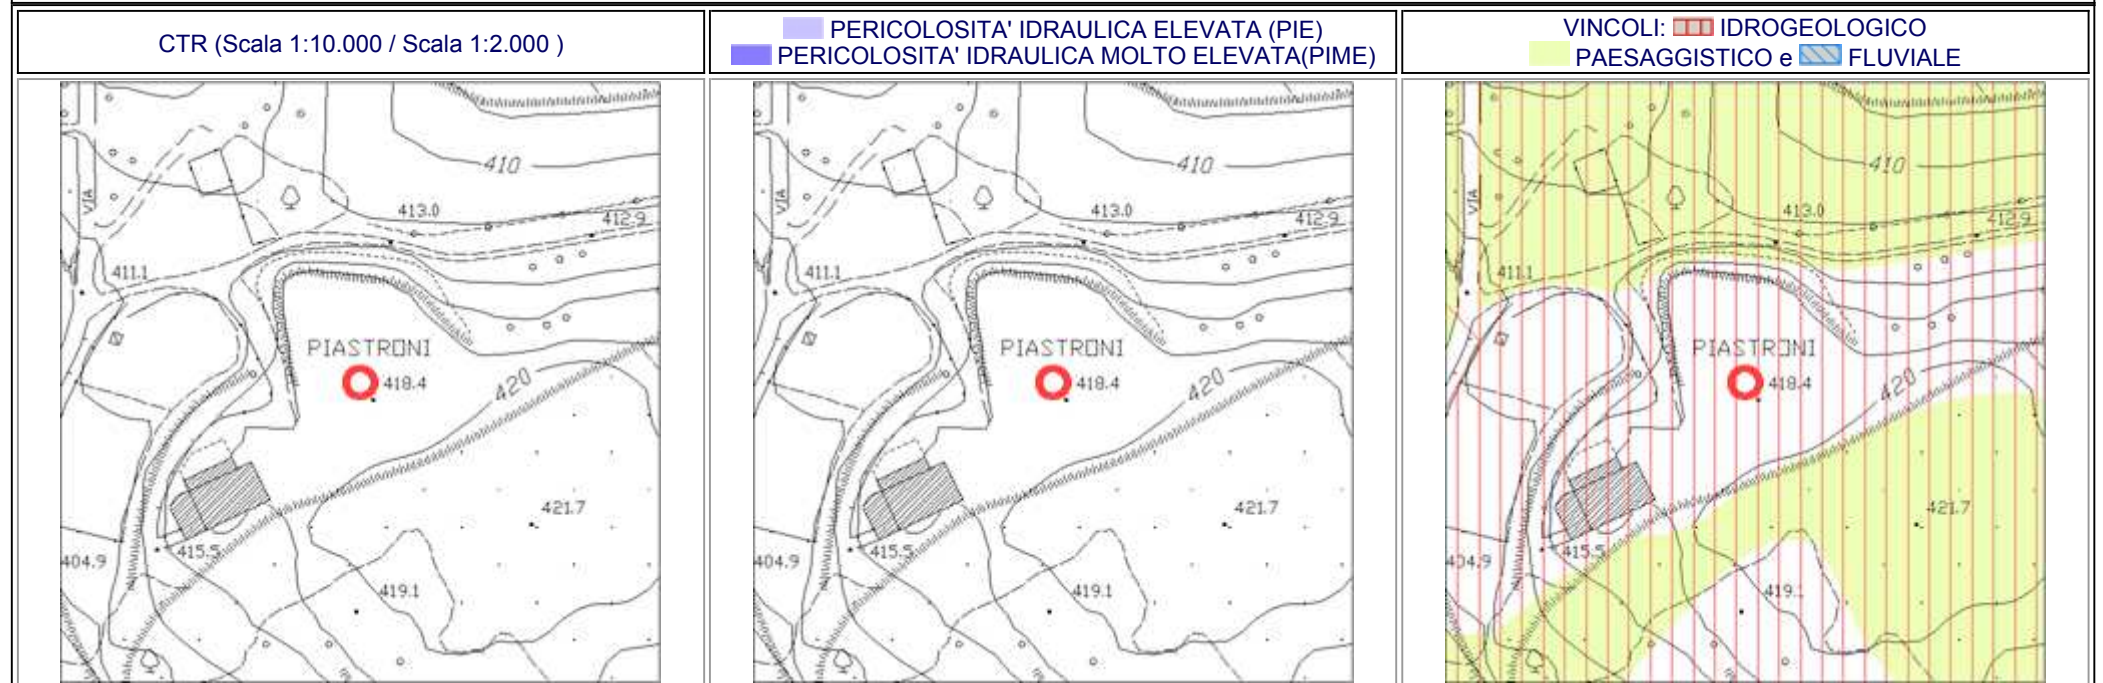 CTR (Scala 1:10.000 / Scala 1:2.000 )
PERICOLOSITA' IDRAULICA ELEVATA (PIE)
PERICOLOSITA' IDRAULICA MOLTO ELEVATA(PIME)
VINCOLI: IDROGEOLOGICO
PAESAGGISTICO e FLUVIALE
410
VIA
413.0
412.9
411.1
PIASTRONI
418.4
420
421.7
415.5
404.9
419.1
410
VIA
413.0
412.9
411.1
PIASTRONI
418.4
420
421.7
415.5
404.9
419.1
410
VIA
413.0
412.9
411.1
PIASTRONI
418.4
420
421.7
415.5
404.9
419.1